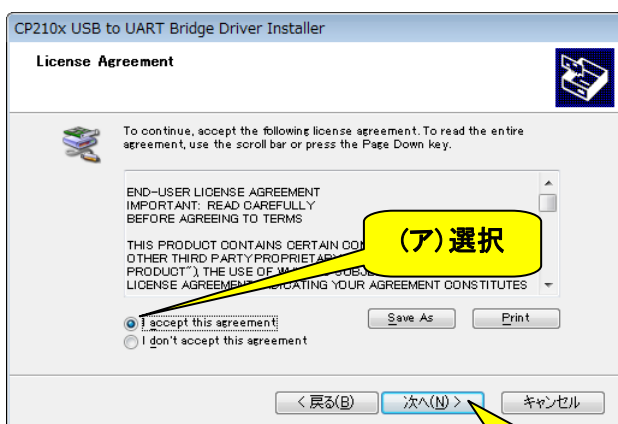 CP210x USB to UART Bridge Driver Installer
License Agreement
To continue, accept the following license agreement. To read the entire
agreement, use the scroll bar or press the Page Down key.
END-USER LICENSE AGREEMENT
IMPORTANT: READ CAREFULLY
BEFORE AGREEING TO TERMS
THIS PRODUCT CONTAINS CERTAIN
OTHER THIRD PARTY
PRODUCT"), THE USE OF
LICENSE AGREEMENT. YOUR AGREEMENT CONSTITUTES
(ア)選択
I accept this agreement
Save As
Print
I don't accept this agreement
< 戻る(B)
次へ(N) >
キャンセル